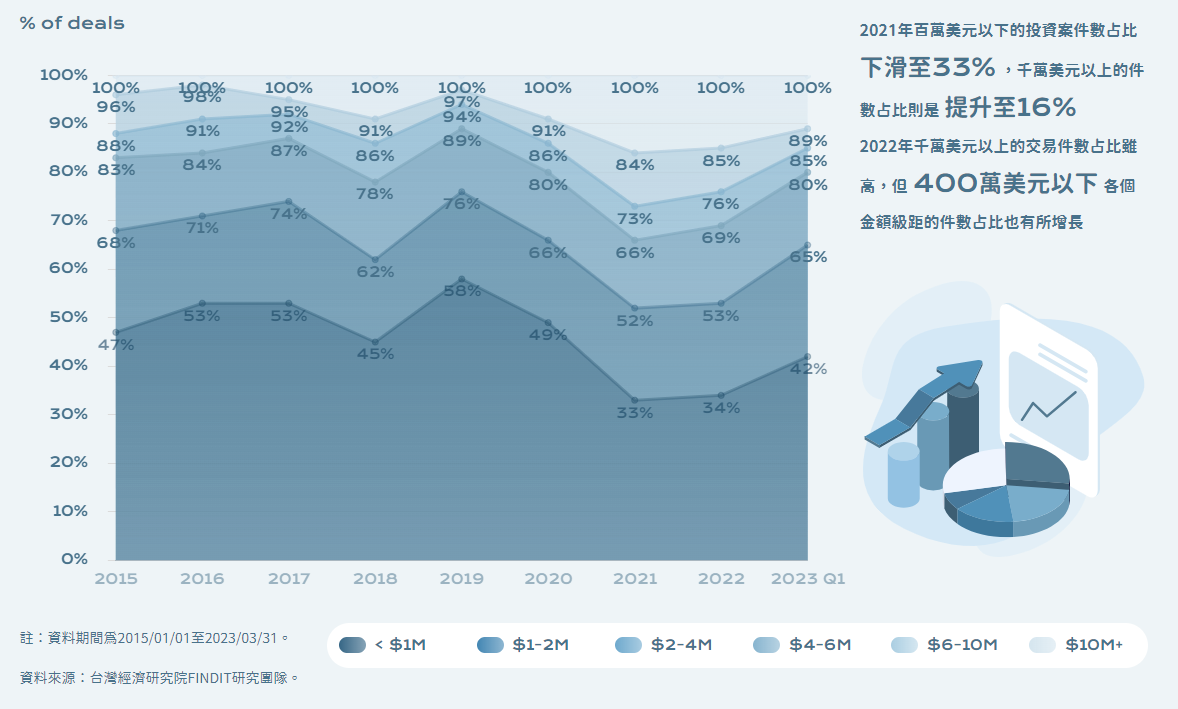 % of deals
2021年百萬美元以下的投資案件數占比
下滑至33%，千萬美元以上的件
數占比則是 提升至16%
2022年千萬美元以上的交易件數占比雖
高，但 400萬美元以下 各個
金額級距的件數占比也有所增長
100%
90%
80%
70%
60%
50%
40%
30%
20%
10%
0%
100% 100% 100% 100% 100% 100% 100% 100% 100%
96% 98% 95% 91% 97% 91% 84% 85% 89%
88% 91% 92% 86% 94% 86% 73% 76% 85%
83% 84% 87% 78% 89% 80% 66% 69% 80%
68% 71% 74% 62% 76% 66% 52% 53% 65%
47% 53% 53% 45% 58% 49% 33% 34% 42%
2015 2016 2017 2018 2019 2020 2021 2022 2023 Q1
< $1M $1-2M $2-4M $4-6M $6-10M $10M+
註：資料期間為2015/01/01至2023/03/31。
資料來源：台灣經濟研究院FINDIT研究團隊。